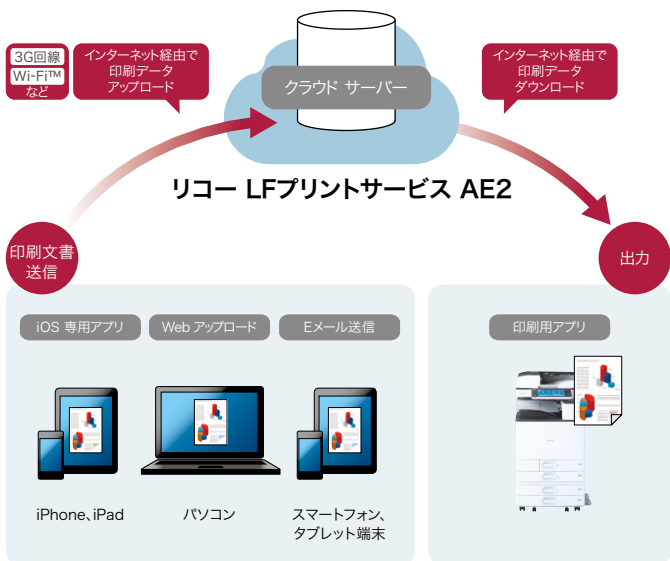 3G回線
Wi-Fi™
など
インターネット経由で
印刷データ
アップロード
クラウド サーバー
インターネット経由で
印刷データ
ダウンロード
リコー LFプリントサービス AE2
印刷文書
送信
出力
iOS 専用アプリ
Web アップロード
Eメール送信
印刷用アプリ
iPhone、iPad
パソコン
スマートフォン、
タブレット端末